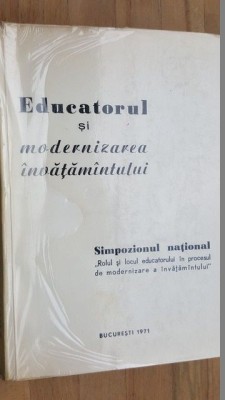 Educatorul
și
modernizarea
învățămîntului
Simpozionul național
„Rolul și locul educatorului în procesul
de modernizare a învățămîntului"
BUCUREȘTI 1971